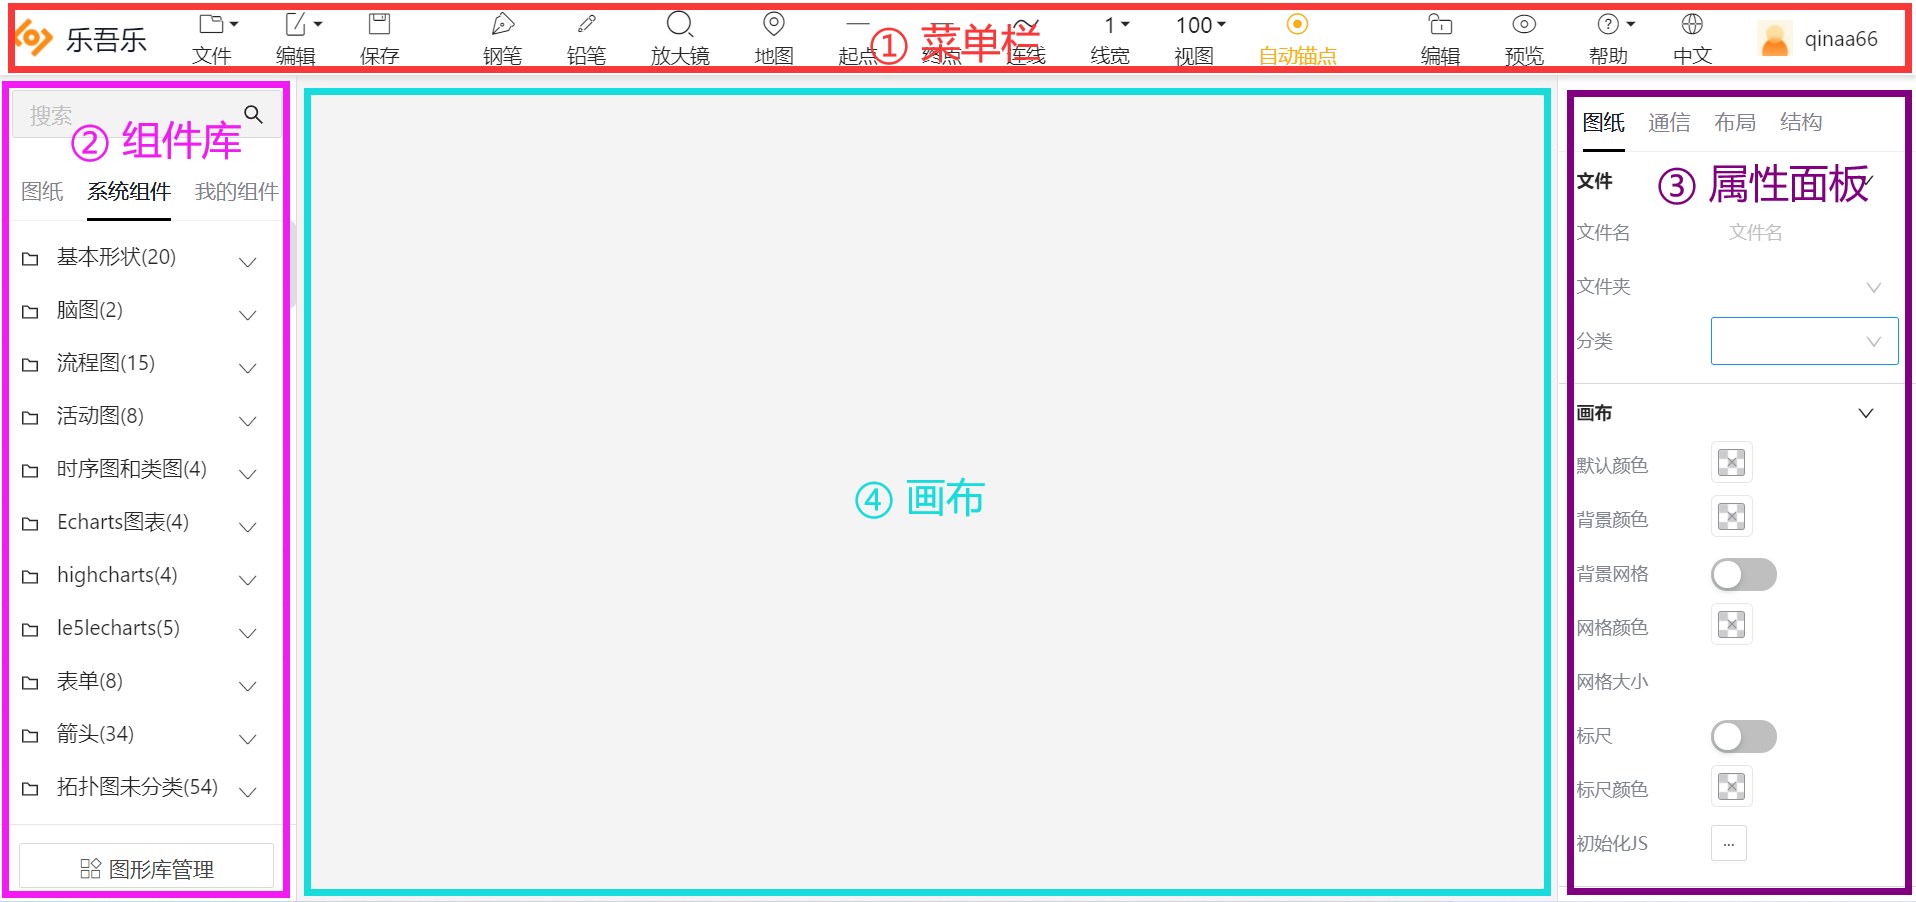 乐吾乐
文件
编辑
保存
钢笔
铅笔
放大镜
地图
起点
终点
连线
1
线宽
100
视图
自动锚点
编辑
预览
帮助
中文
qinaa66
① 菜单栏
搜索
② 组件库
图纸 系统组件 我的组件
基本形状(20)
脑图(2)
流程图(15)
活动图(8)
时序图和类图(4)
Echarts图表(4)
highcharts(4)
le5lecharts(5)
表单(8)
箭头(34)
拓扑图未分类(54)
图形库管理
④ 画布
图纸 通信 布局 结构
文件
③ 属性面板
文件名 文件名
文件夹
分类
画布
默认颜色
背景颜色
背景网格
网格颜色
网格大小
标尺
标尺颜色
初始化JS ...